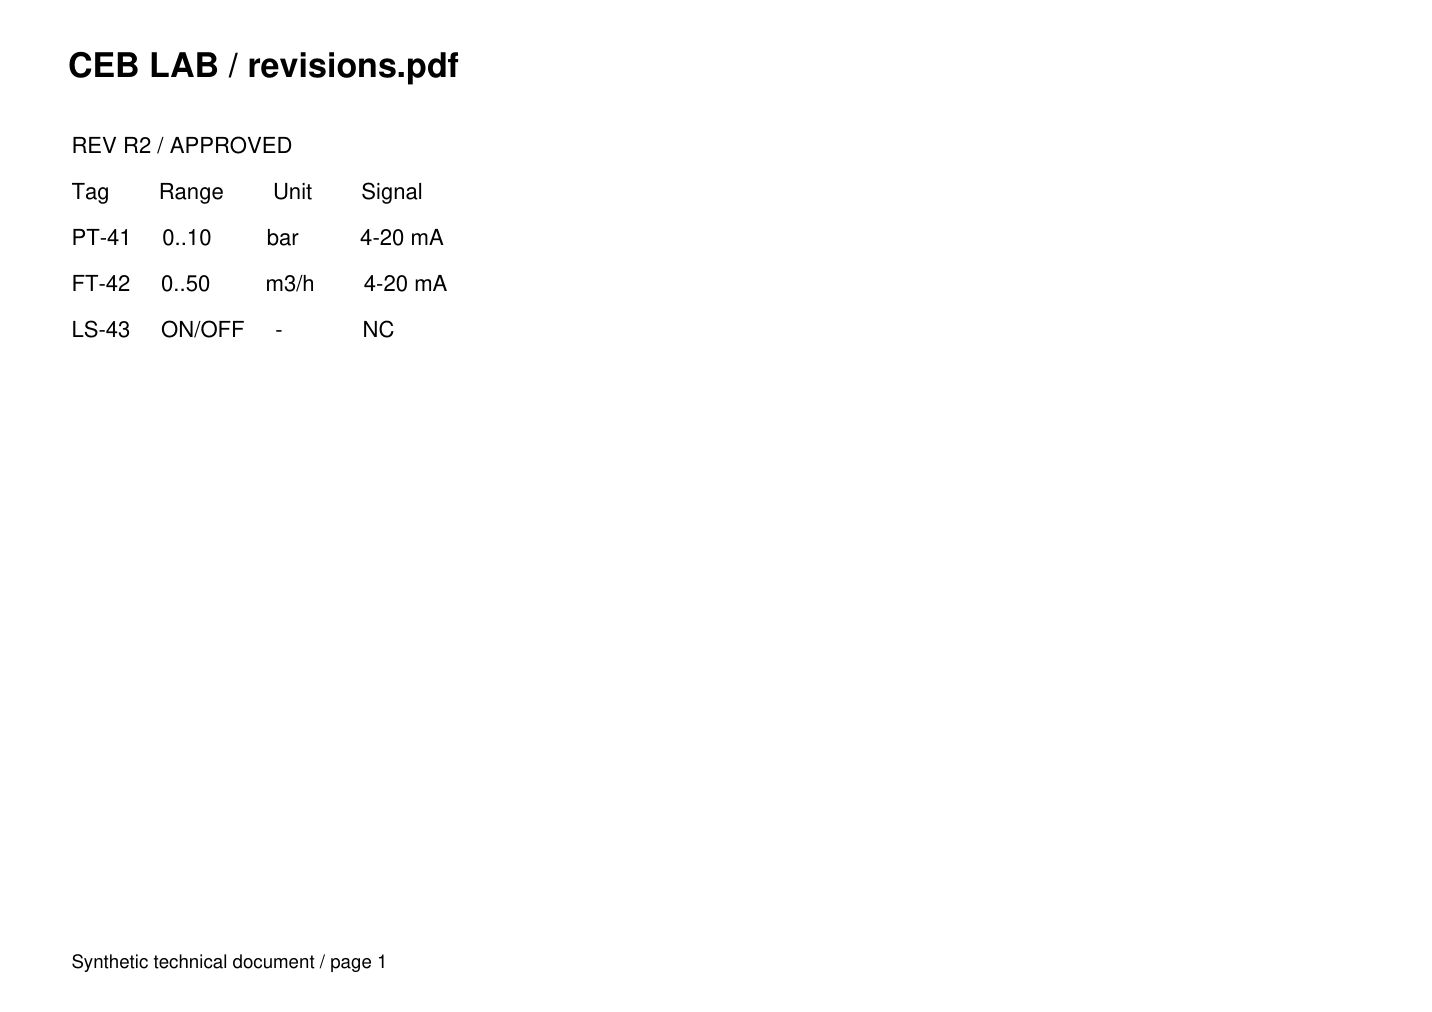 CEB LAB / revisions.pdf
REV R2 / APPROVED
Tag Range Unit Signal
PT-41 0..10 bar 4-20 mA
FT-42 0..50 m3/h 4-20 mA
LS-43 ON/OFF - NC
Synthetic technical document / page 1